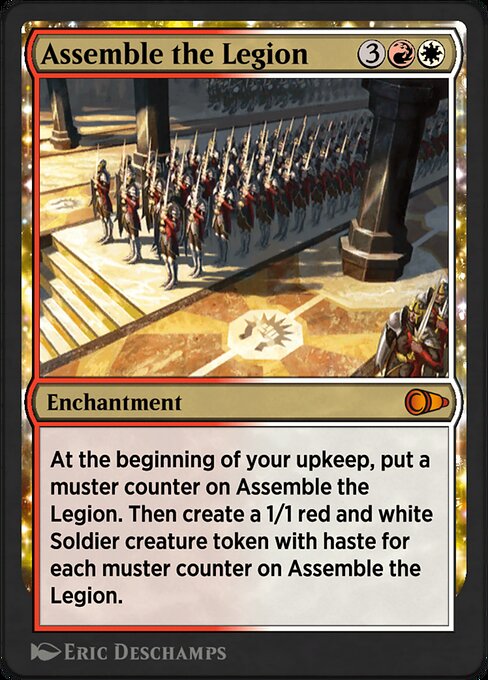 Assemble the Legion 3
Enchantment
At the beginning of your upkeep, put a
muster counter on Assemble the
Legion. Then create a 1/1 red and white
Soldier creature token with haste for
each muster counter on Assemble the
Legion.
Eric Deschamps